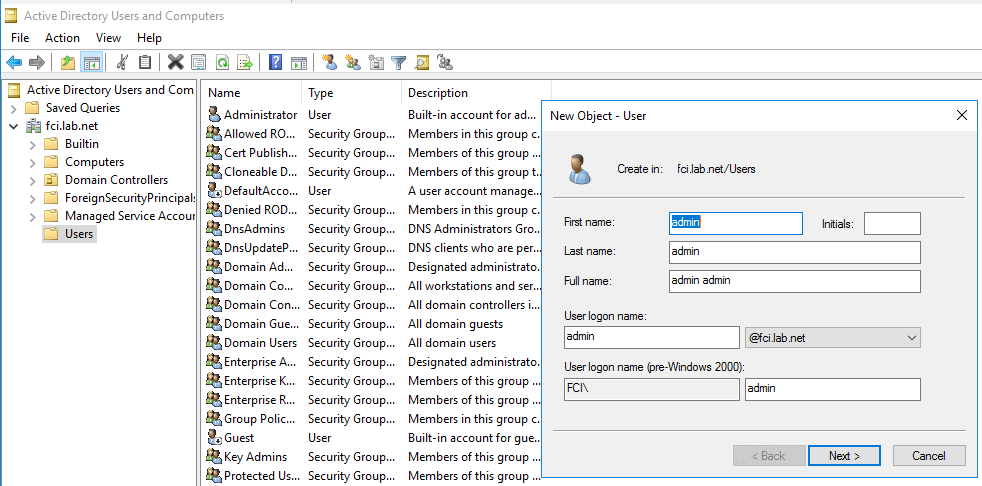 Active Directory Users and Computers
File Action View Help
Active Directory Users and Com
Saved Queries
fci.lab.net
Builtin
Computers
Domain Controllers
ForeignSecurityPrincipals
Managed Service Accour
Users
Name Type Description
Administrator User Built-in account for ad...
Allowed RO... Security Group... Members in this group c...
Cert Publish... Security Group... Members of this group ...
Cloneable D... Security Group... Members of this group t...
DefaultAcco... User A user account manage...
Denied ROD... Security Group... Members in this group c...
DnsAdmins Security Group... DNS Administrators Gro...
DnsUpdateP... Security Group... DNS clients who are per...
Domain Ad... Security Group... Designated administrato...
Domain Co... Security Group... All workstations and ser...
Domain Con... Security Group... All domain controllers i...
Domain Gue... Security Group... All domain guests
Domain Users Security Group... All domain users
Enterprise A... Security Group... Designated administrato...
Enterprise K... Security Group... Members of this group ...
Enterprise R... Security Group... Members of this group ...
Group Polic... Security Group... Members in this group c...
Guest User Built-in account for gue...
Key Admins Security Group... Members of this group ...
Protected Us... Security Group... Members of this group ...
New Object - User
Create in: fci.lab.net/Users
First name: admin Initials:
Last name: admin
Full name: admin admin
User logon name:
admin @fci.lab.net
User logon name (pre-Windows 2000):
FCI\ admin
< Back Next > Cancel